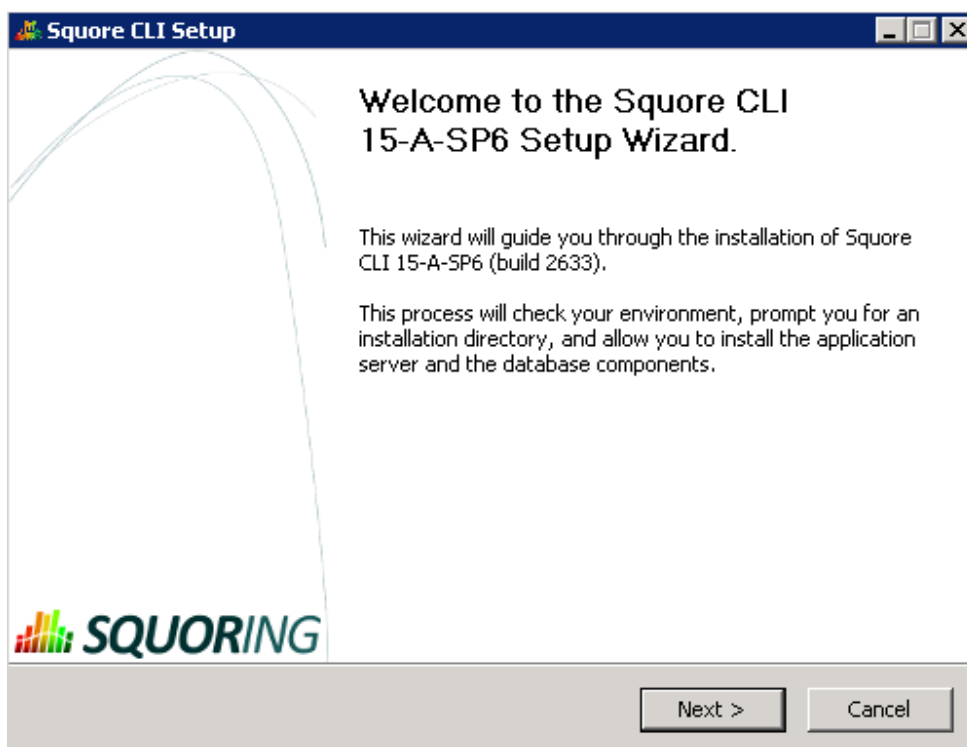 Squore CLI Setup
Welcome to the Squore CLI
15-A-SP6 Setup Wizard.
This wizard will guide you through the installation of Squore
CLI 15-A-SP6 (build 2633).
This process will check your environment, prompt you for an
installation directory, and allow you to install the application
server and the database components.
SQUORING
Next >
Cancel